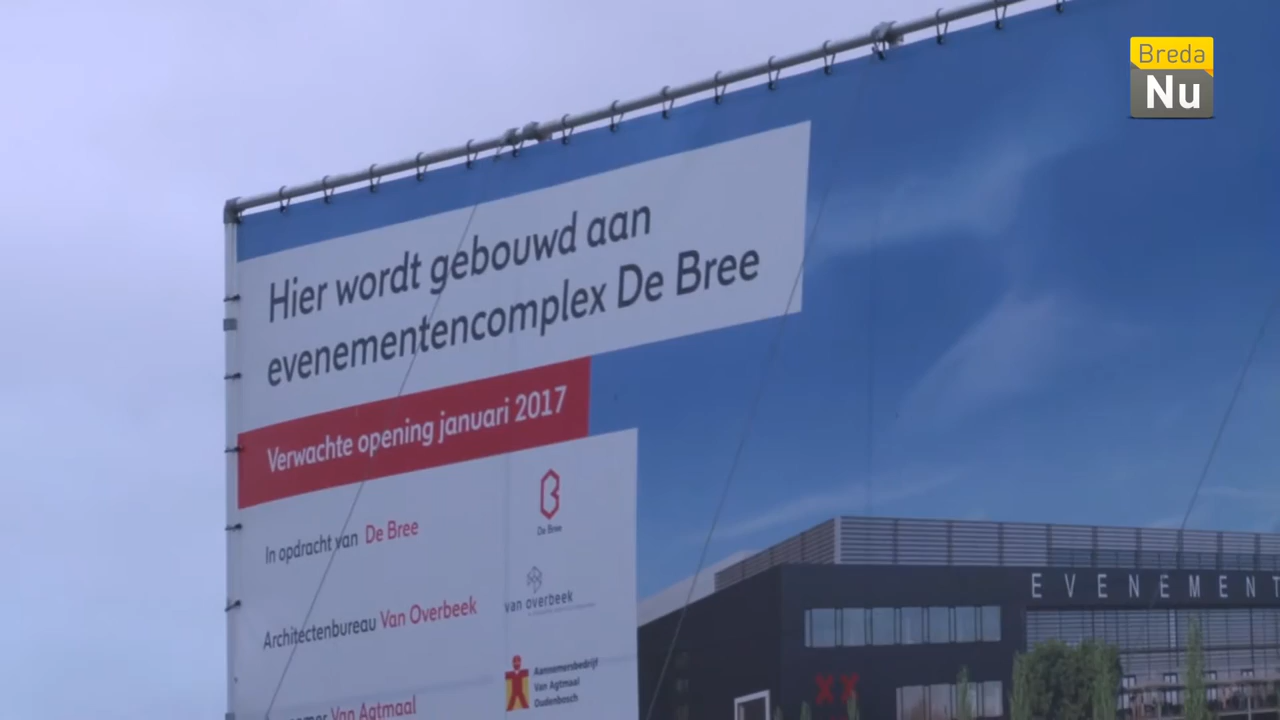 Breda
Nu
Hier wordt gebouwd aan
evenementencomplex De Bree
Verwachte opening januari 2017
In opdracht van De Bree
De Bree
Architectenbureau Van Overbeek
van overbeek
Van Agtmaal
Aannemersbedrijf
Van Agtmaal
Oudenbosch
EVENEMENT